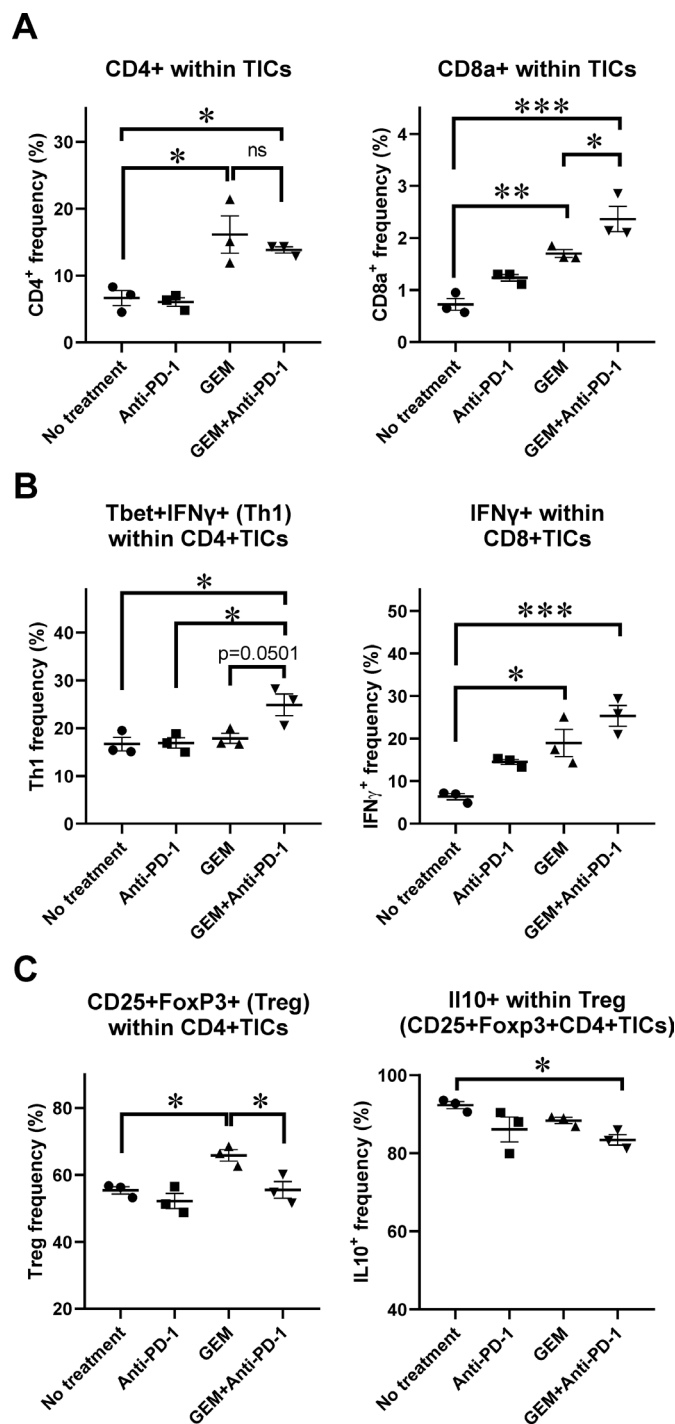 A
CD4+ within TICs
CD4+ frequency (%)
30
20
10
0
*
*
ns
No treatment
Anti-PD-1
GEM
GEM+Anti-PD-1
CD8a+ within TICs
CD8a+ frequency (%)
4
3
2
1
0
***
*
**
No treatment
Anti-PD-1
GEM
GEM+Anti-PD-1
B
Tbet+IFNγ+ (Th1)
within CD4+TICs
Th1 frequency (%)
40
30
20
10
0
*
*
p=0.0501
No treatment
Anti-PD-1
GEM
GEM+Anti-PD-1
IFNγ+ within
CD8+TICs
IFNγ+ frequency (%)
50
40
30
20
10
0
***
*
No treatment
Anti-PD-1
GEM
GEM+Anti-PD-1
C
CD25+FoxP3+ (Treg)
within CD4+TICs
Treg frequency (%)
80
60
40
20
*
*
No treatment
Anti-PD-1
GEM
GEM+Anti-PD-1
Il10+ within Treg
(CD25+Foxp3+CD4+TICs)
IL10+ frequency (%)
100
80
60
40
*
No treatment
Anti-PD-1
GEM
GEM+Anti-PD-1